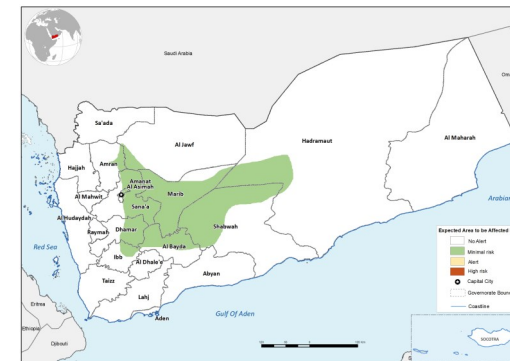 Saudi Arabia
Oma
Sa'ada
Al Jawf
Hadramaut
Al Maharah
Hajjah
Amran
Amanat
Al Asimah
Marib
Al Mahwit
Sana'a
Arabian
Al Hudaydah
Raymah
Dhamar
Shabwah
Red Sea
Al Bayda
Ibb
Al Dhale'a
Abyan
Taizz
Lahj
Aden
Gulf Of Aden
Eritrea
Ethiopia
Djibouti
Expected Area to be Affected
No Alert
Minimal risk
Alert
High risk
Capital City
Governorate Bound
Coastline
SOCOTRA